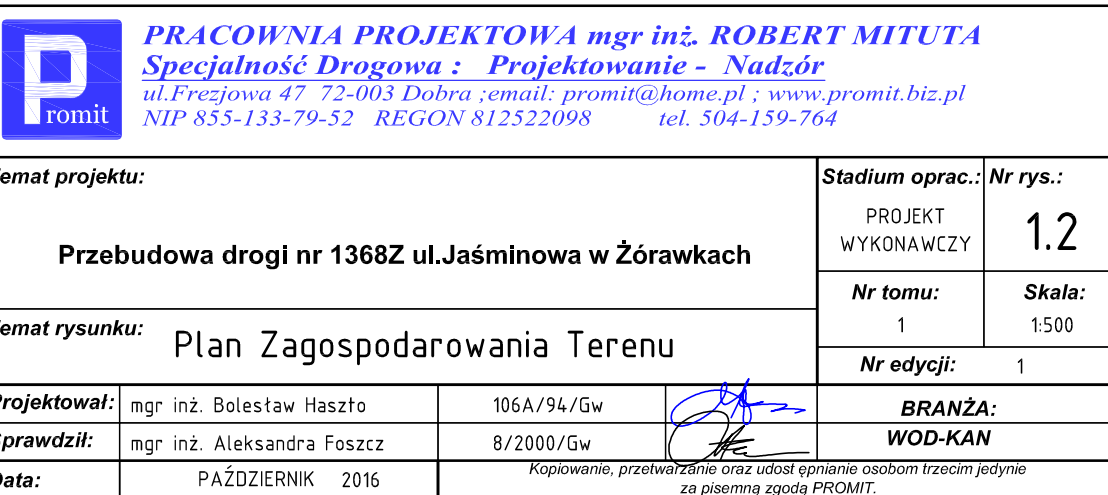 PRACOWNIA PROJEKTOWA mgr inż. ROBERT MITUTA
Specjalność Drogowa : Projektowanie - Nadzór
ul.Frezjowa 47 72-003 Dobra ;email: promit@home.pl ; www.promit.biz.pl
NIP 855-133-79-52 REGON 812522098 tel. 504-159-764
Promit
emat projektu:
Przebudowa drogi nr 1368Z ul.Jaśminowa w Żórawkach
Stadium oprac.: Nr rys.:
PROJEKT
WYKONAWCZY
1.2
Nr tomu: Skala:
1 1:500
emat rysunku: Plan Zagospodarowania Terenu
Nr edycji: 1
Projektował: mgr inż. Bolesław Haszto 106A/94/Gw
BRANŻA:
Sprawdził: mgr inż. Aleksandra Foszcz 8/2000/Gw
WOD-KAN
Data: PAŹDZIERNIK 2016
Kopiowanie, przetwarzanie oraz udost ępnianie osobom trzecim jedynie
za pisemną zgodą PROMIT.